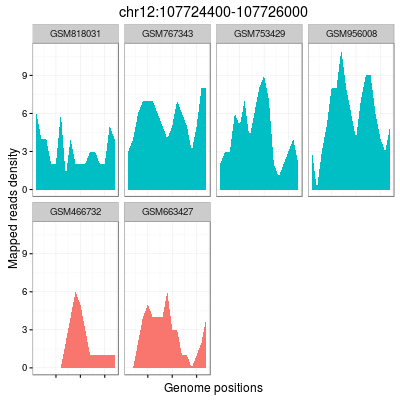 chr12:107724400-107726000
GSM818031 GSM767343 GSM753429 GSM956008
9
6
3
0
GSM466732 GSM663427
9
6
3
0
Mapped reads density
Genome positions